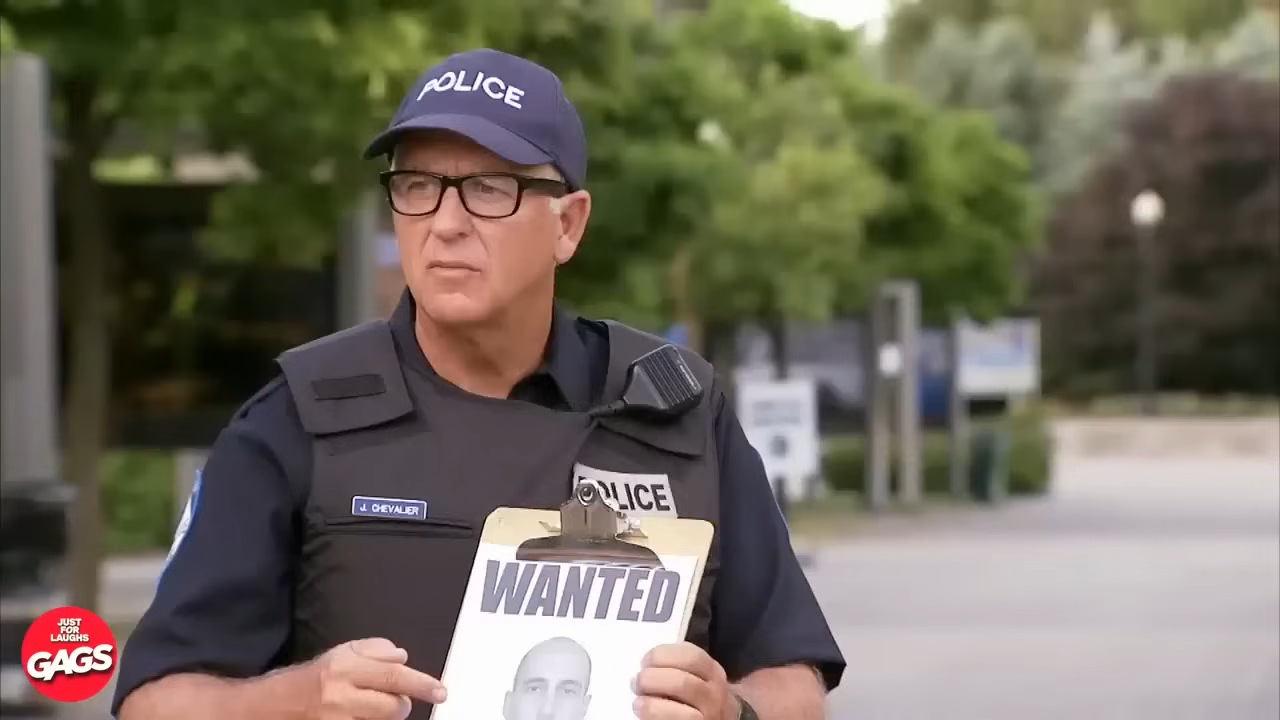 POLICE
J. CHEVALIER
POLICE
WANTED
JUST
FOR
LAUGHS
GAGS